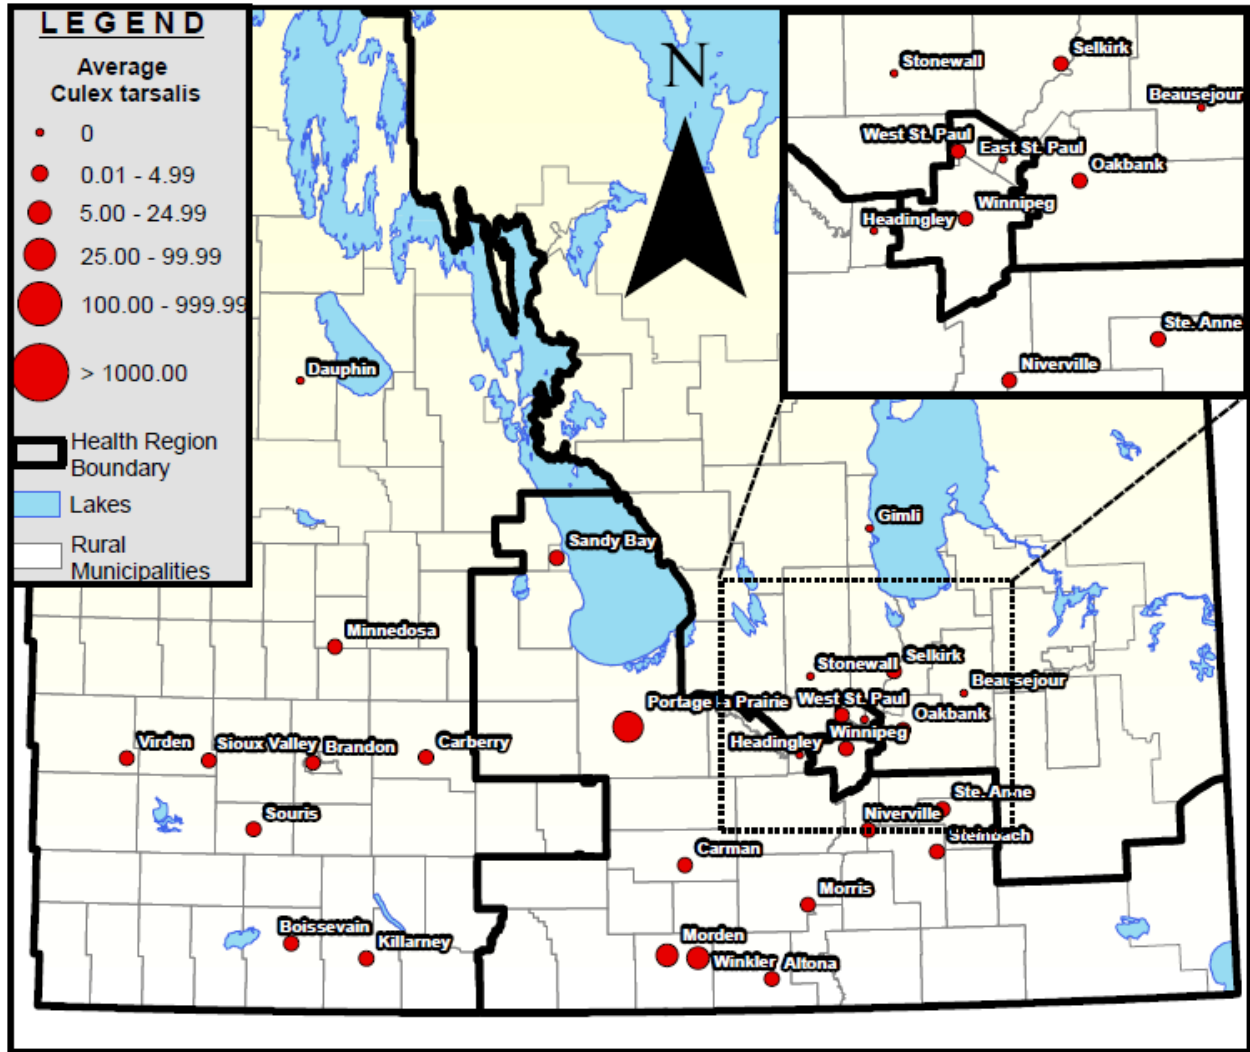 LEGEND
Average
Culex tarsalis
0
0.01 - 4.99
5.00 - 24.99
25.00 - 99.99
100.00 - 999.99
> 1000.00
Health Region
Boundary
Lakes
Rural
Municipalities
N
Stonewall
Selkirk
Beausejour
West St. Paul
East St. Paul
Oakbank
Winnipeg
Headingley
Ste. Anne
Niverville
Dauphin
Gimli
Sandy Bay
Minnedosa
Stonewall
Selkirk
Beausejour
Portage la Prairie
West St. Paul
Oakbank
Winnipeg
Headingley
Virden
Sioux Valley
Brandon
Carberry
Ste. Anne
Niverville
Souris
Steinbach
Carman
Morris
Boissevain
Killarney
Morden
Winkler
Altona